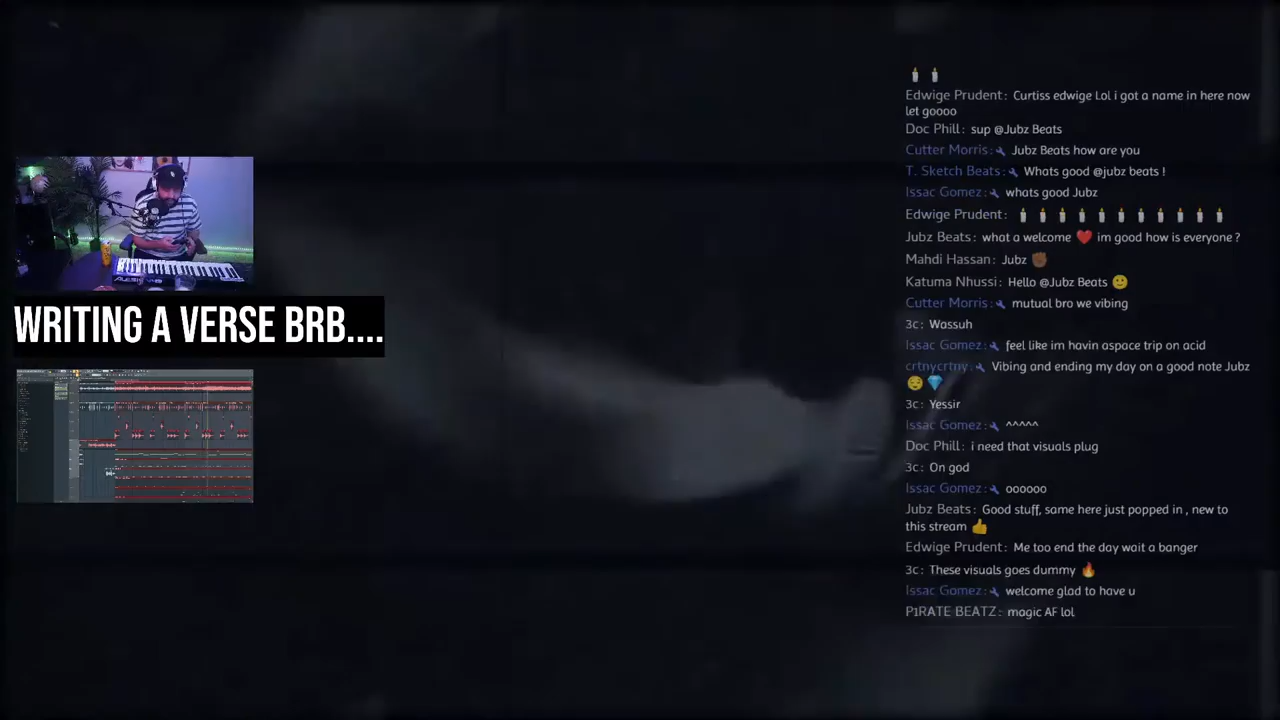 🕯 🕯
Edwige Prudent: Curtiss edwige Lol i got a name in here now
let goooo
Doc Phill: sup @Jubz Beats
Cutter Morris: Jubz Beats how are you
T. Sketch Beats: Whats good @jubz beats !
Issac Gomez: whats good Jubz
Edwige Prudent: 🕯 🕯 🕯 🕯 🕯 🕯 🕯 🕯 🕯 🕯 🕯
Jubz Beats: what a welcome ❤️ im good how is everyone ?
Mahdi Hassan: Jubz ✊🏾
Katuma Nhussi: Hello @Jubz Beats 🙂
Cutter Morris: mutual bro we vibing
WRITING A VERSE BRB....
3c: Wassuh
Issac Gomez: feel like im havin aspace trip on acid
crtnycrtny: Vibing and ending my day on a good note Jubz
😌 💎
3c: Yessir
Issac Gomez: ^^^^^
Doc Phill: i need that visuals plug
3c: On god
Issac Gomez: oooooo
Jubz Beats: Good stuff, same here just popped in , new to
this stream 👍
Edwige Prudent: Me too end the day wait a banger
3c: These visuals goes dummy 🔥
Issac Gomez: welcome glad to have u
P1RATE BEATZ: magic AF lol